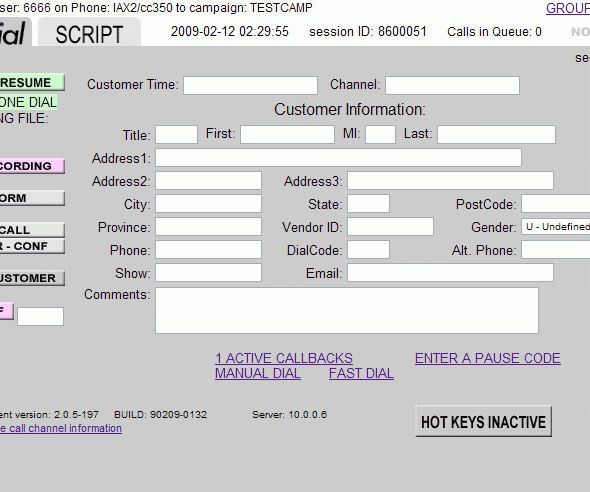 ser: 6666 on Phone: IAX2/cc350 to campaign: TESTCAMP GROUP
ial SCRIPT 2009-02-12 02:29:55 session ID: 8600051 Calls in Queue: 0 NO
se
RESUME Customer Time: Channel:
ONE DIAL Customer Information:
NG FILE:
Title: First: MI: Last:
CORDING Address1:
Address2: Address3:
ORM City: State: PostCode:
CALL Province: Vendor ID: Gender: U - Undefined
R - CONF Phone: DialCode: Alt. Phone:
USTOMER Show: Email:
Comments:
F
1 ACTIVE CALLBACKS ENTER A PAUSE CODE
MANUAL DIAL FAST DIAL
ent version: 2.0.5-197 BUILD: 90209-0132 Server: 10.0.0.6
e call channel information HOT KEYS INACTIVE